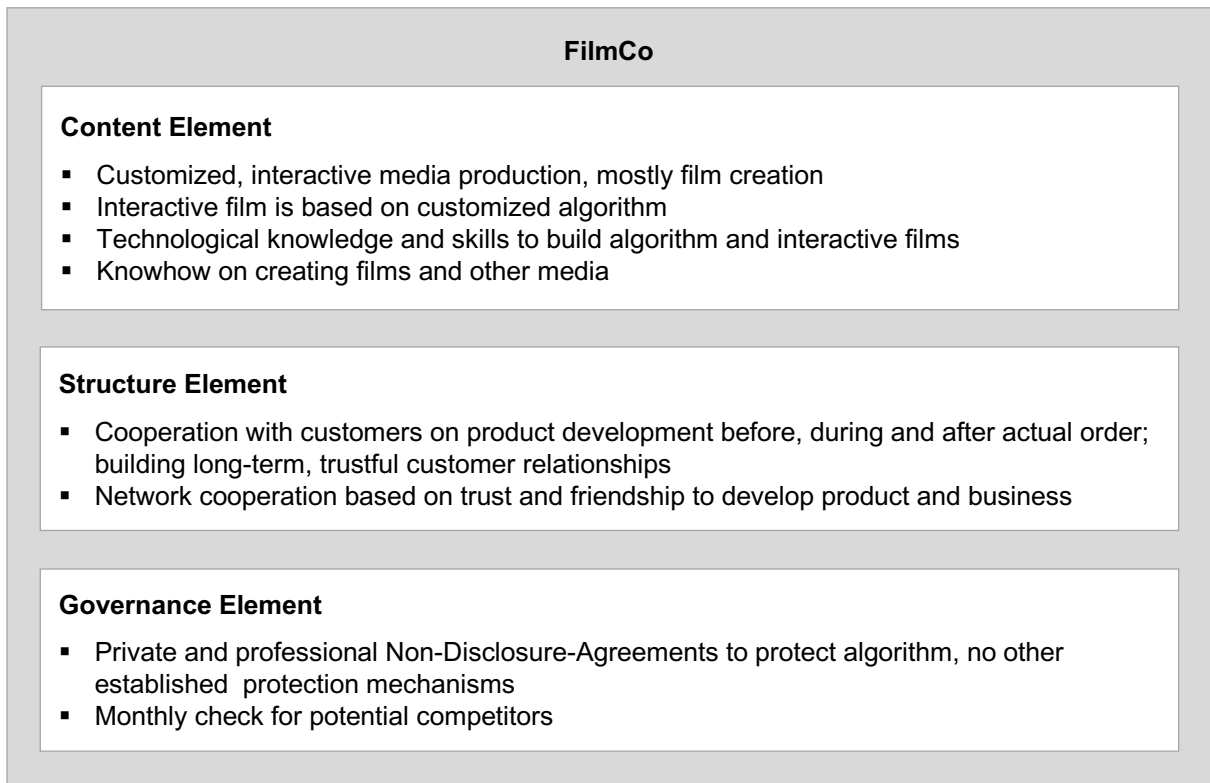 FilmCo
Content Element
▪ Customized, interactive media production, mostly film creation
▪ Interactive film is based on customized algorithm
▪ Technological knowledge and skills to build algorithm and interactive films
▪ Knowhow on creating films and other media
Structure Element
▪ Cooperation with customers on product development before, during and after actual order;
building long-term, trustful customer relationships
▪ Network cooperation based on trust and friendship to develop product and business
Governance Element
▪ Private and professional Non-Disclosure-Agreements to protect algorithm, no other
established  protection mechanisms
▪ Monthly check for potential competitors